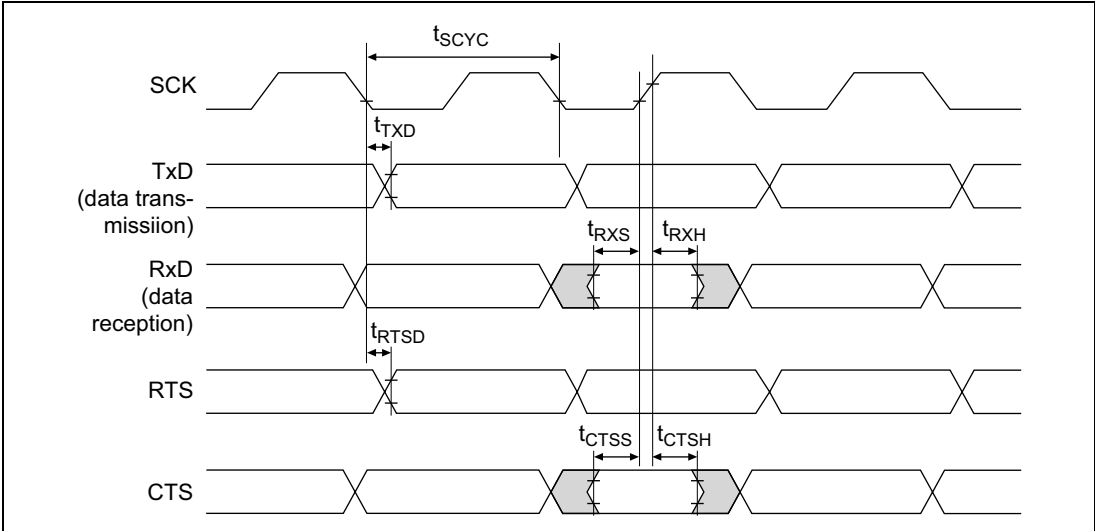 tSCYC
SCK
tTXD
TxD
(data trans-
missiion)
tRXS tRXH
RxD
(data
reception)
tRTSD
RTS
tCTSS tCTSH
CTS